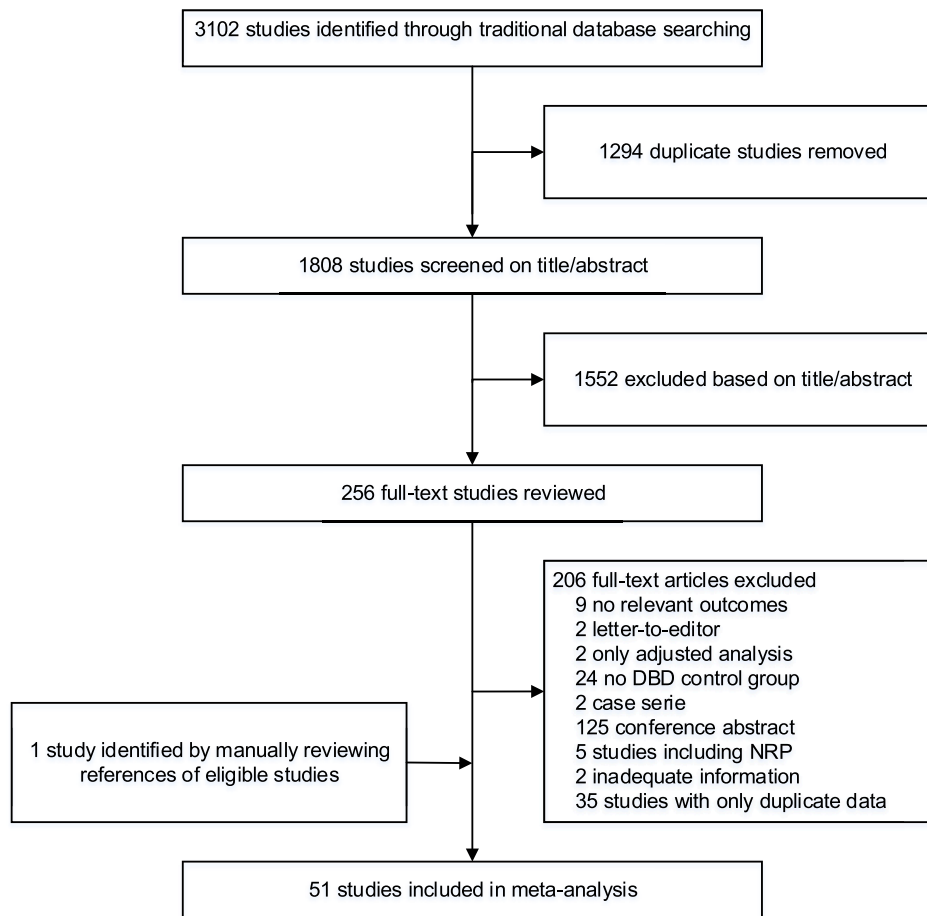 3102 studies identified through traditional database searching
1294 duplicate studies removed
1808 studies screened on title/abstract
1552 excluded based on title/abstract
256 full-text studies reviewed
206 full-text articles excluded
9 no relevant outcomes
2 letter-to-editor
2 only adjusted analysis
24 no DBD control group
2 case serie
125 conference abstract
5 studies including NRP
2 inadequate information
35 studies with only duplicate data
1 study identified by manually reviewing
references of eligible studies
51 studies included in meta-analysis